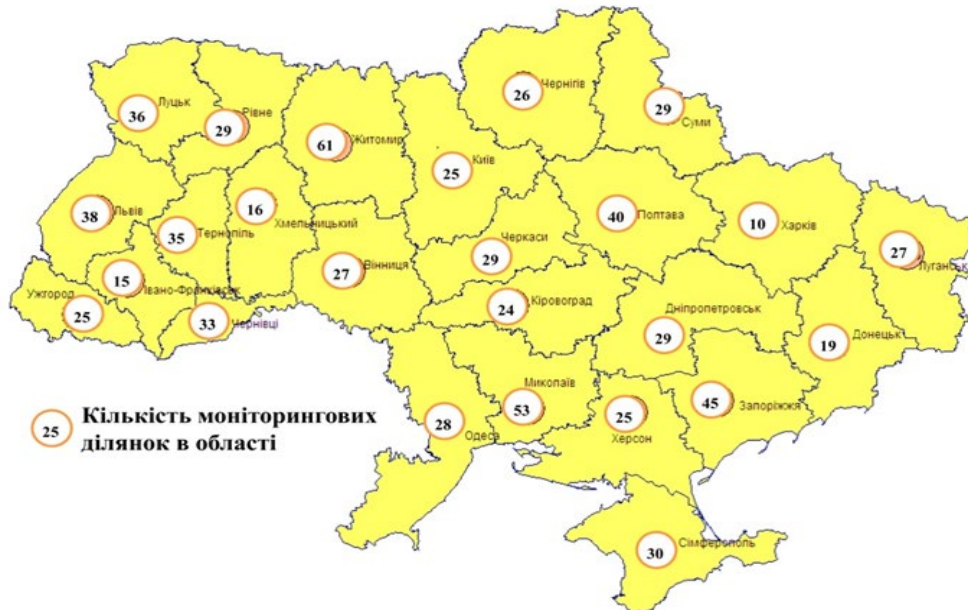 Чернігів
26
Луцьк
36
Рівне
29
29
Суми
Житомир
61
Київ
25
Львів
38
16
Хмельницький
Тернопіль
35
40
Полтава
10
Харків
Черкаси
29
27
Луганськ
Вінниця
27
15
Івано-Франківськ
Ужгород
25
33
Чернівці
24
Кіровоград
Дніпропетровськ
29
19
Донецьк
Миколаїв
53
25
Херсон
45
Запоріжжя
28
Одеса
25
Кількість моніторингових
ділянок в області
30
Сімферополь